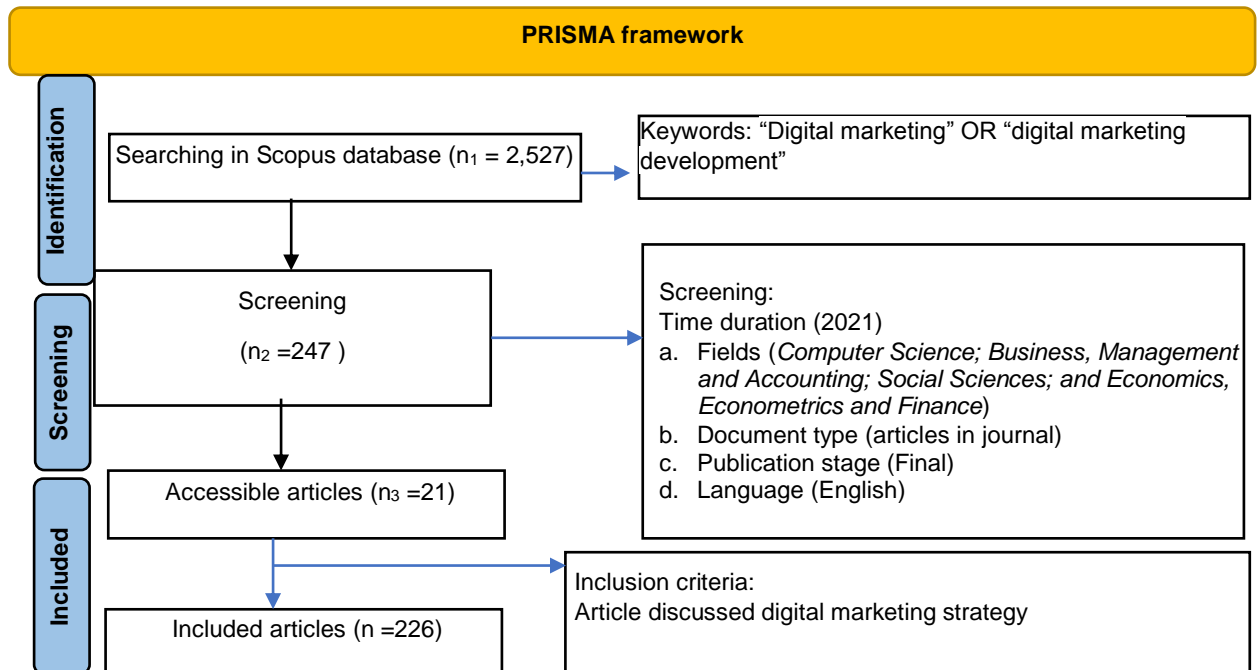 PRISMA framework
Identification
Searching in Scopus database (n₁ = 2,527)
Keywords: “Digital marketing” OR “digital marketing
development”
Screening
Screening
(n₂ =247 )
Screening:
Time duration (2021)
a. Fields (Computer Science; Business, Management
and Accounting; Social Sciences; and Economics,
Econometrics and Finance)
b. Document type (articles in journal)
c. Publication stage (Final)
d. Language (English)
Included
Accessible articles (n₃ =21)
Inclusion criteria:
Article discussed digital marketing strategy
Included articles (n =226)